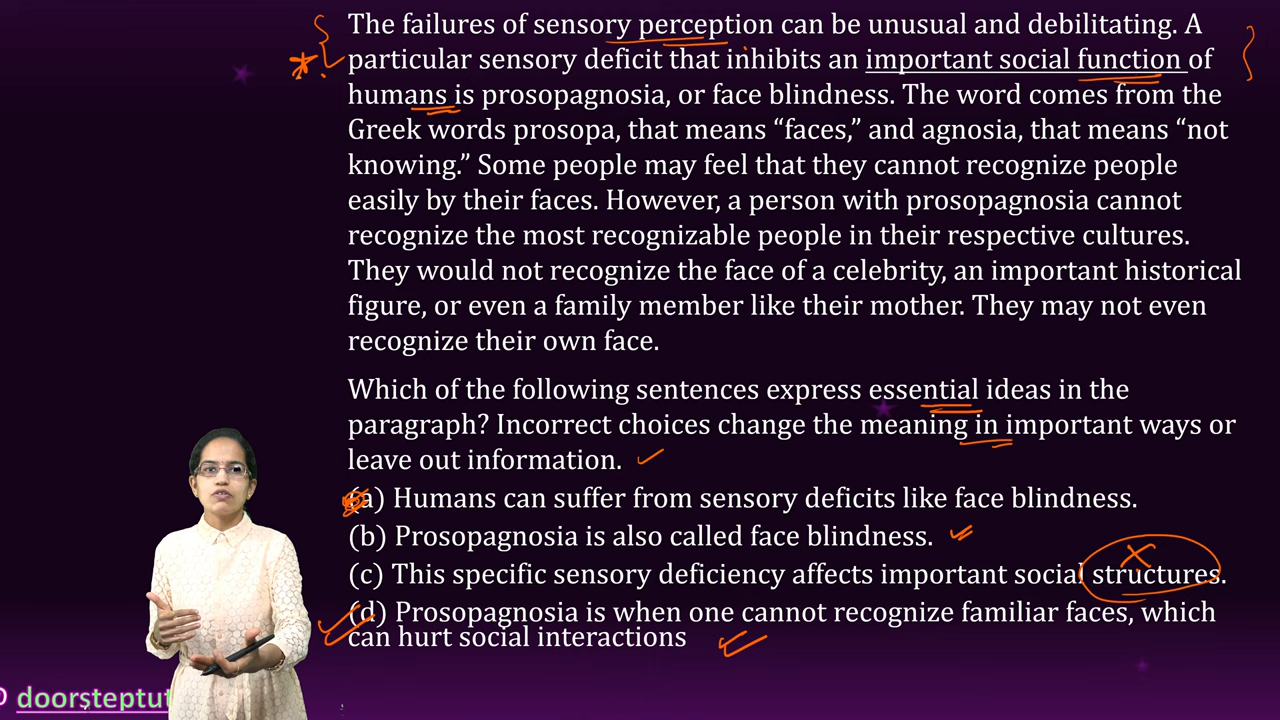 The failures of sensory perception can be unusual and debilitating. A
particular sensory deficit that inhibits an important social function of
humans is prosopagnosia, or face blindness. The word comes from the
Greek words prosopa, that means “faces,” and agnosia, that means “not
knowing.” Some people may feel that they cannot recognize people
easily by their faces. However, a person with prosopagnosia cannot
recognize the most recognizable people in their respective cultures.
They would not recognize the face of a celebrity, an important historical
figure, or even a family member like their mother. They may not even
recognize their own face.
Which of the following sentences express essential ideas in the
paragraph? Incorrect choices change the meaning in important ways or
leave out information.
(a) Humans can suffer from sensory deficits like face blindness.
(b) Prosopagnosia is also called face blindness.
(c) This specific sensory deficiency affects important social structures.
(d) Prosopagnosia is when one cannot recognize familiar faces, which
can hurt social interactions
doorsteptut